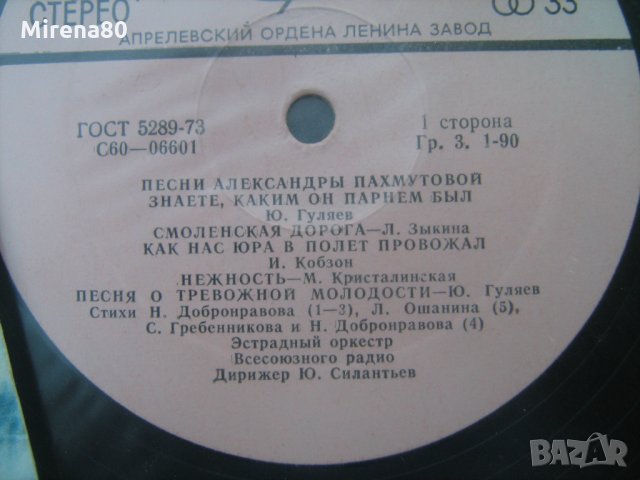 Mirena80
СТЕРЕО 33
АПРЕЛЕВСКИЙ ОРДЕНА ЛЕНИНА ЗАВОД
ГОСТ 5289-73
С60—06601
1 сторона
Гр. 3. 1-90
ПЕСНИ АЛЕКСАНДРЫ ПАХМУТОВОЙ
ЗНАЕТЕ, КАКИМ ОН ПАРНЕМ БЫЛ
Ю. Гуляев
СМОЛЕНСКАЯ ДОРОГА—Л. Зыкина
КАК НАС ЮРА В ПОЛЕТ ПРОВОЖАЛ
И. Кобзон
НЕЖНОСТЬ—М. Кристалинская
ПЕСНЯ О ТРЕВОЖНОЙ МОЛОДОСТИ—Ю. Гуляев
Стихи Н. Добронравова (1—3), Л. Ошанина (5),
С. Гребенникова и Н. Добронравова (4)
Эстрадный оркестр
Всесоюзного радио
Дирижер Ю. Силантьев
BAZAR